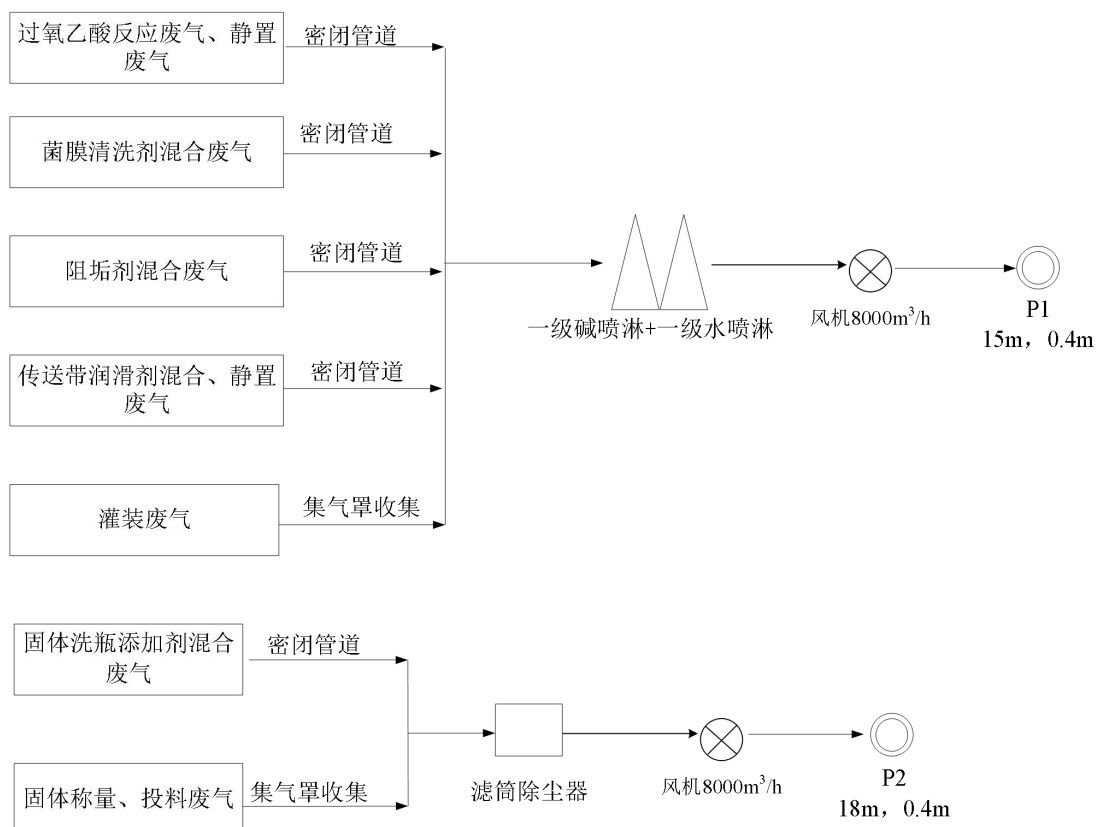 过氧乙酸反应废气、静置
废气
密闭管道
菌膜清洗剂混合废气
密闭管道
阻垢剂混合废气
密闭管道
传送带润滑剂混合、静置
废气
密闭管道
灌装废气
集气罩收集
一级碱喷淋+一级水喷淋
风机8000m³/h
P1
15m，0.4m
固体洗瓶添加剂混合
废气
密闭管道
固体称量、投料废气
集气罩收集
滤筒除尘器
风机8000m³/h
P2
18m，0.4m